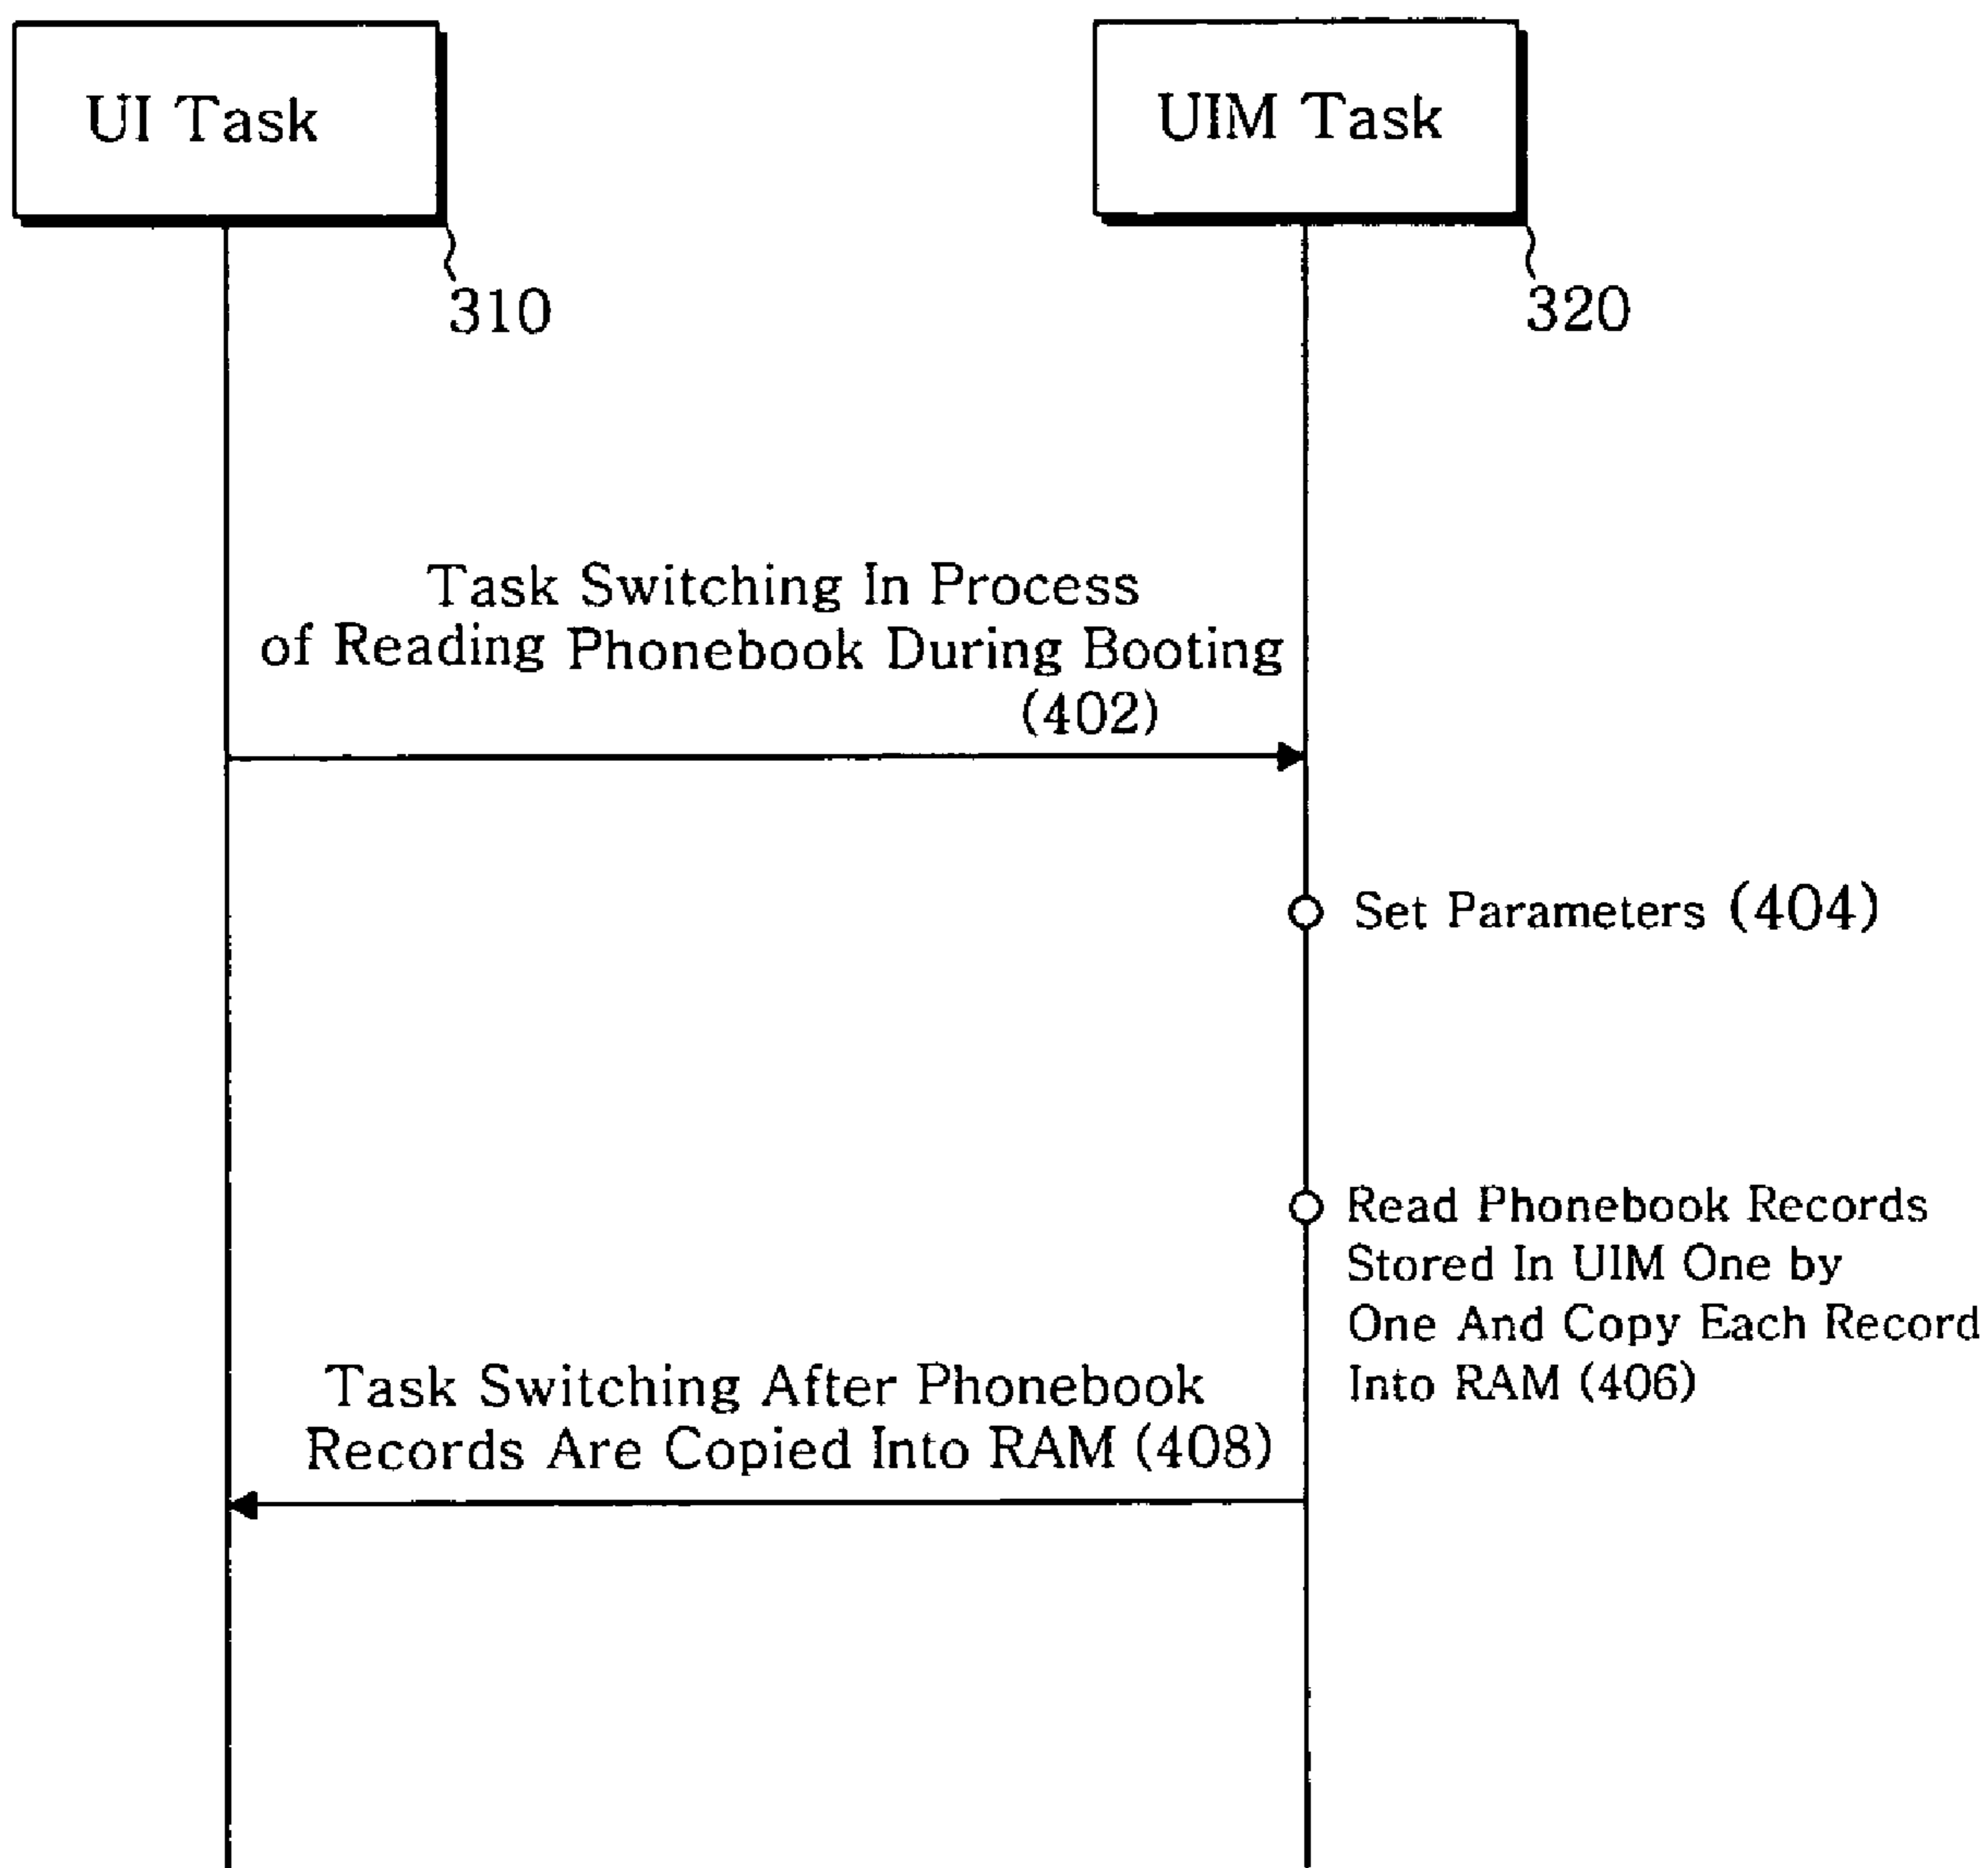 UI Task
UIM Task
310
320
Task Switching In Process
of Reading Phonebook During Booting
(402)
Set Parameters (404)
Read Phonebook Records
Stored In UIM One by
One And Copy Each Record
Into RAM (406)
Task Switching After Phonebook
Records Are Copied Into RAM (408)